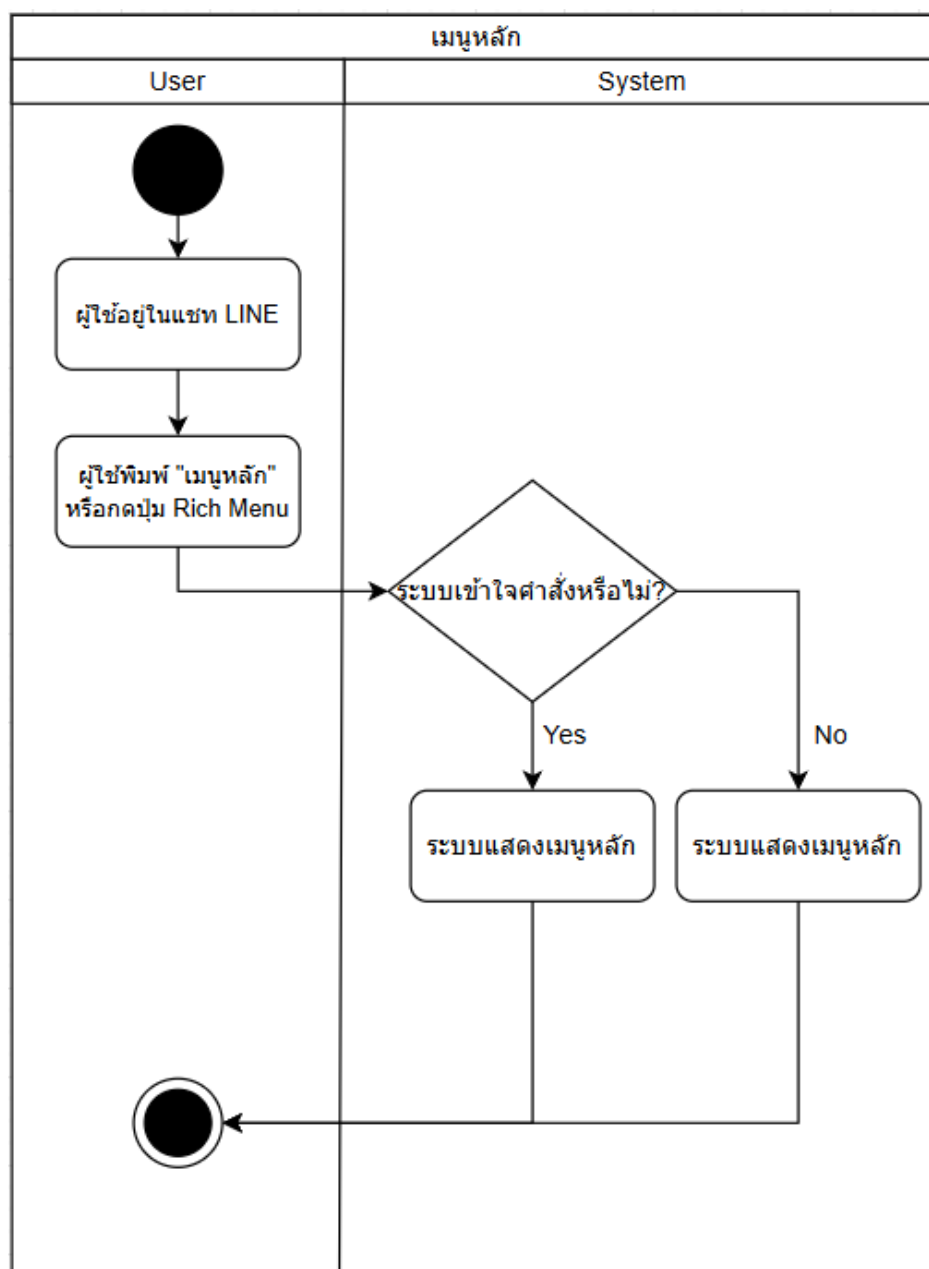 เมนูหลัก
User
System
ผู้ใช้อยู่ในแชท LINE
ผู้ใช้พิมพ์ "เมนูหลัก"
หรือกดปุ่ม Rich Menu
ระบบเข้าใจคำสั่งหรือไม่?
Yes
No
ระบบแสดงเมนูหลัก
ระบบแสดงเมนูหลัก